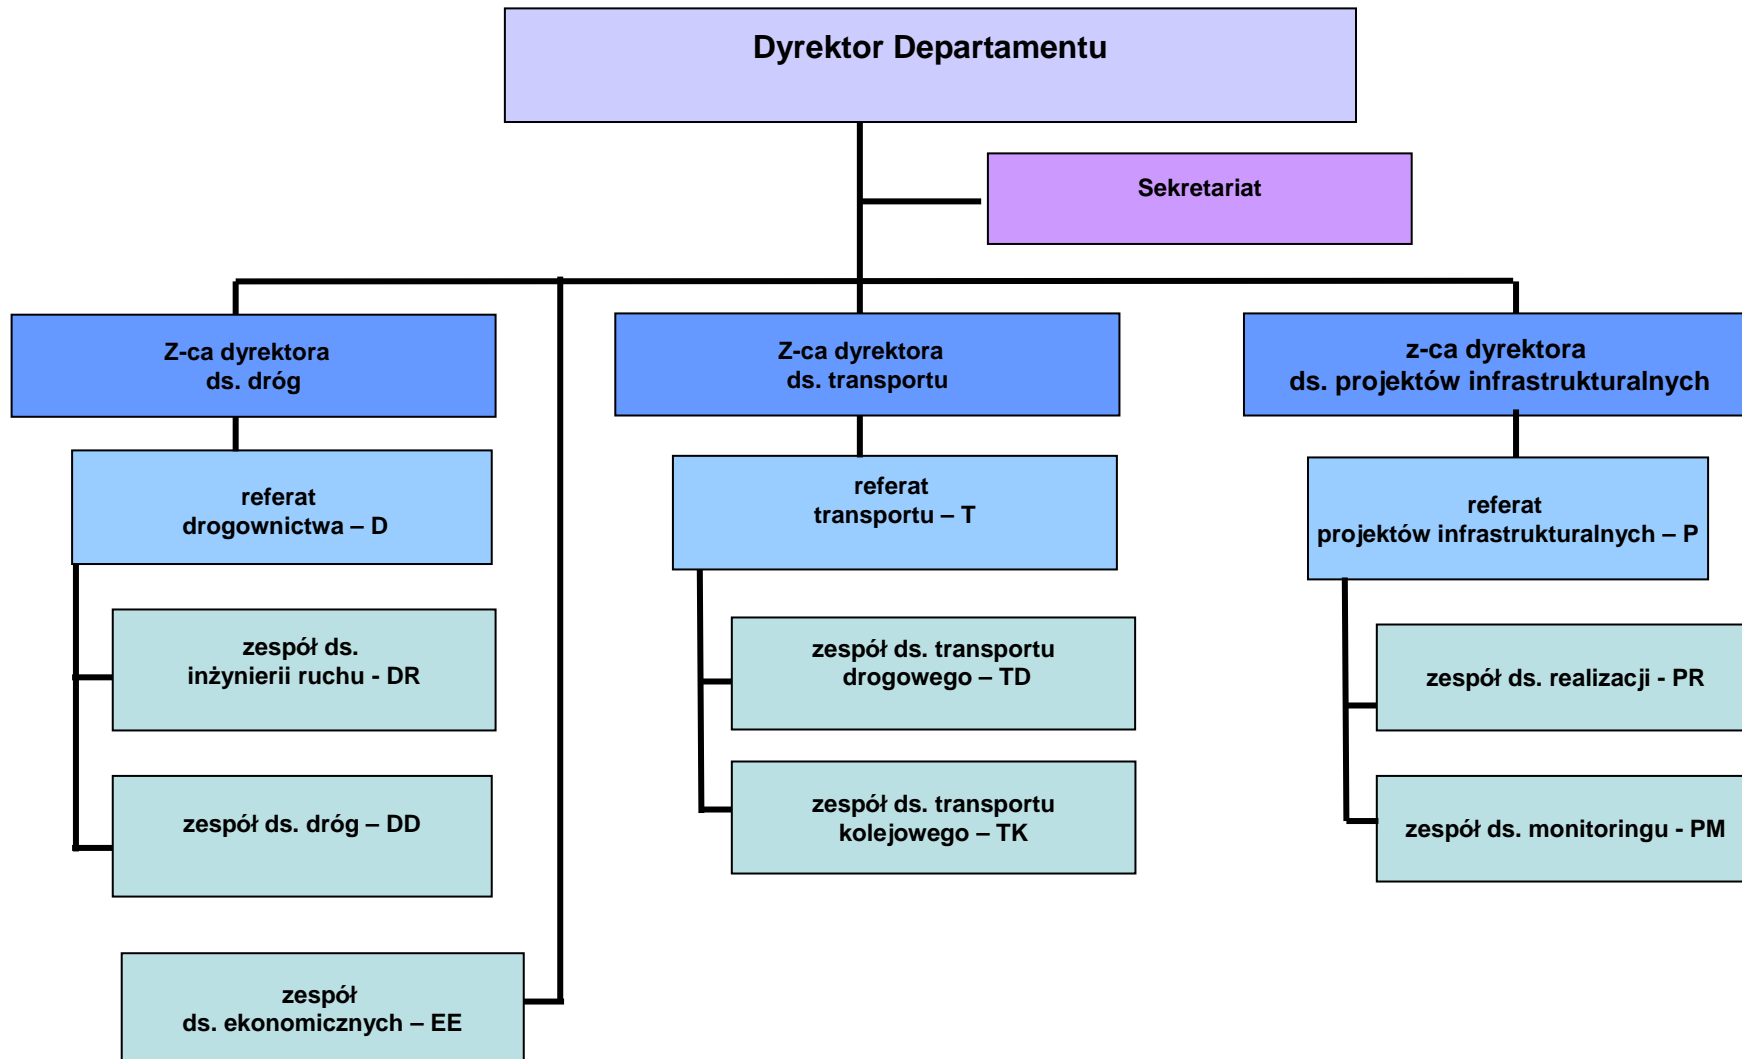 Dyrektor Departamentu
Sekretariat
Z-ca dyrektora
ds. dróg
Z-ca dyrektora
ds. transportu
z-ca dyrektora
ds. projektów infrastrukturalnych
referat
drogownictwa – D
referat
transportu – T
referat
projektów infrastrukturalnych – P
zespół ds.
inżynierii ruchu - DR
zespół ds. transportu
drogowego – TD
zespół ds. realizacji - PR
zespół ds. dróg – DD
zespół ds. transportu
kolejowego – TK
zespół ds. monitoringu - PM
zespół
ds. ekonomicznych – EE